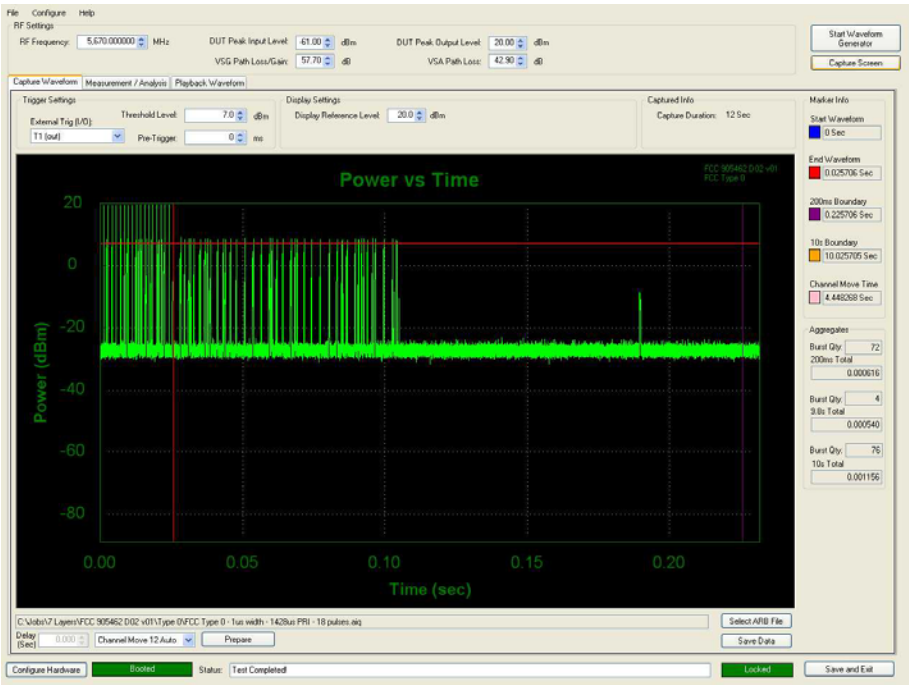 File Configure Help
RF Settings
RF Frequency: 5,670.000000 MHz DUT Peak Input Level: -61.00 dBm DUT Peak Output Level: 20.00 dBm
VSG Path Loss/Gain: 57.70 dB VSA Path Loss: 42.90 dB
Start Waveform Generator
Capture Screen
Capture Waveform Measurement / Analysis Playback Waveform
Trigger Settings
External Trig (I/O): Threshold Level: 7.0 dBm
T1 (out) Pre-Trigger: 0 ms
Display Settings
Display Reference Level: 20.0 dBm
Captured Info
Capture Duration: 12 Sec
Marker Info
Start Waveform
0 Sec
End Waveform
0.025706 Sec
200ms Boundary
0.225706 Sec
10s Boundary
10.025705 Sec
Channel Move Time
4.448268 Sec
Aggregates
Burst Qty: 72
200ms Total
0.000616
Burst Qty: 4
9.8s Total
0.000540
Burst Qty: 76
10s Total
0.001156
Power vs Time
FCC 905462 D02 v01
FCC Type 0
Power (dBm)
20
0
-20
-40
-60
-80
0.00 0.05 0.10 0.15 0.20
Time (sec)
C:\Jobs\7 Layers\FCC 905462 D02 v01\Type 0\FCC Type 0 - 1us width - 1428us PRI - 18 pulses.aiq
Select ARB File
Delay (Sec) 0.000 Channel Move 12 Auto Prepare Save Data
Configure Hardware Booted Status: Test Completed! Locked Save and Exit